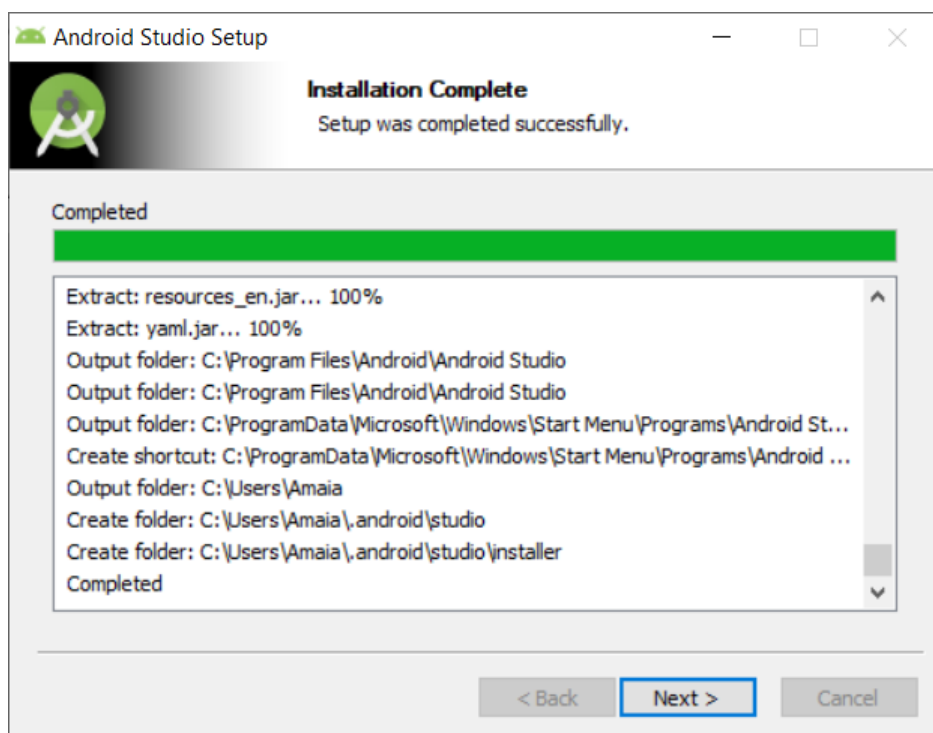 Android Studio Setup
Installation Complete
Setup was completed successfully.
Completed
Extract: resources_en.jar... 100%
Extract: yaml.jar... 100%
Output folder: C:\Program Files\Android\Android Studio
Output folder: C:\Program Files\Android\Android Studio
Output folder: C:\ProgramData\Microsoft\Windows\Start Menu\Programs\Android St...
Create shortcut: C:\ProgramData\Microsoft\Windows\Start Menu\Programs\Android ...
Output folder: C:\Users\Amaia
Create folder: C:\Users\Amaia\.android\studio
Create folder: C:\Users\Amaia\.android\studio\installer
Completed
< Back Next > Cancel